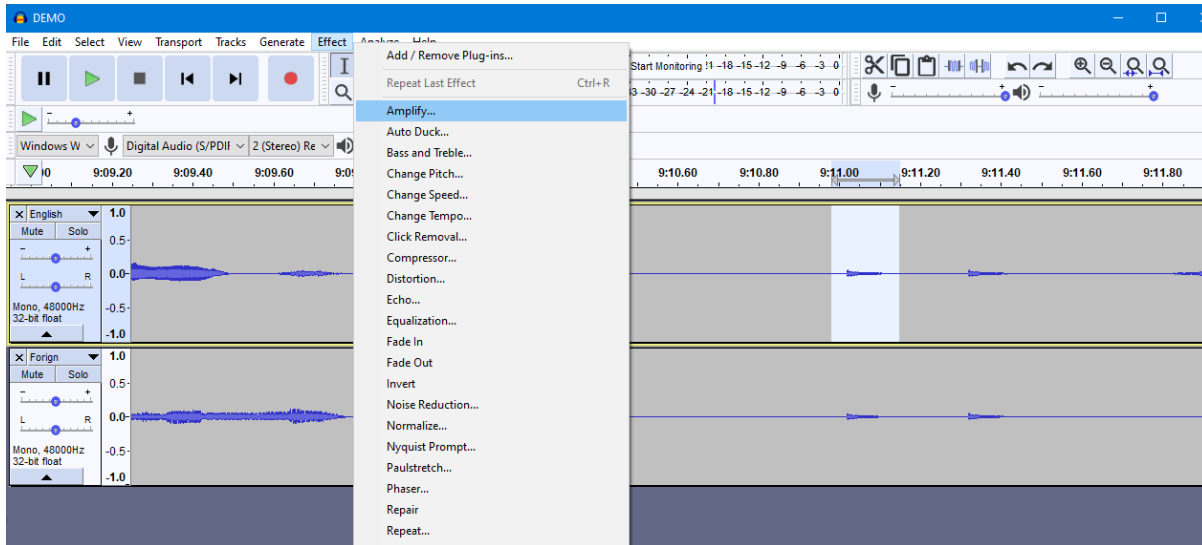 DEMO
File Edit Select View Transport Tracks Generate Effect Analyze Help
Add / Remove Plug-ins...
Start Monitoring !1 -18 -15 -12 -9 -6 -3 0
Repeat Last Effect Ctrl+R
-30 -27 -24 -21 -18 -15 -12 -9 -6 -3 0
Amplify...
Auto Duck...
Windows W Digital Audio (S/PDIF 2 (Stereo) Re
Bass and Treble...
9:09.20 9:09.40 9:09.60 10.60 9:10.80 9:11.00 9:11.20 9:11.40 9:11.60 9:11.80
Change Pitch...
Change Speed...
Change Tempo...
Click Removal...
Compressor...
Distortion...
Echo...
Equalization...
Fade In
Fade Out
Invert
Noise Reduction...
Normalize...
Nyquist Prompt...
Paulstretch...
Phaser...
Repair
Repeat...
English 1.0
Mute Solo
0.5
- +
L R 0.0
Mono, 48000Hz -0.5
32-bit float
-1.0
Forign 1.0
Mute Solo
0.5
- +
L R 0.0
Mono, 48000Hz -0.5
32-bit float
-1.0